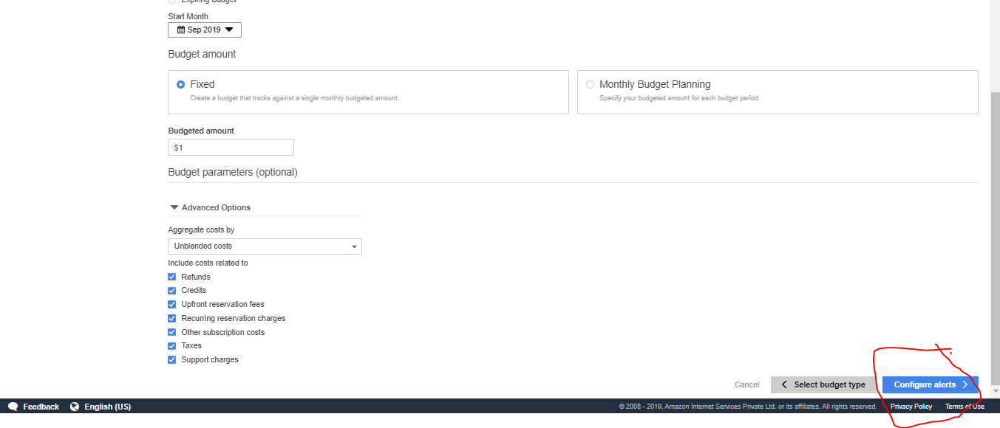 Expiring Budget
Start Month
Sep 2019
Budget amount
Fixed
Create a budget that tracks against a single monthly budgeted amount.
Monthly Budget Planning
Specify your budgeted amount for each budget period.
Budgeted amount
$1
Budget parameters (optional)
Advanced Options
Aggregate costs by
Unblended costs
Include costs related to
Refunds
Credits
Upfront reservation fees
Recurring reservation charges
Other subscription costs
Taxes
Support charges
Cancel Select budget type Configure alerts
Feedback English (US) © 2008 - 2019, Amazon Internet Services Private Ltd. or its affiliates. All rights reserved. Privacy Policy Terms of Use